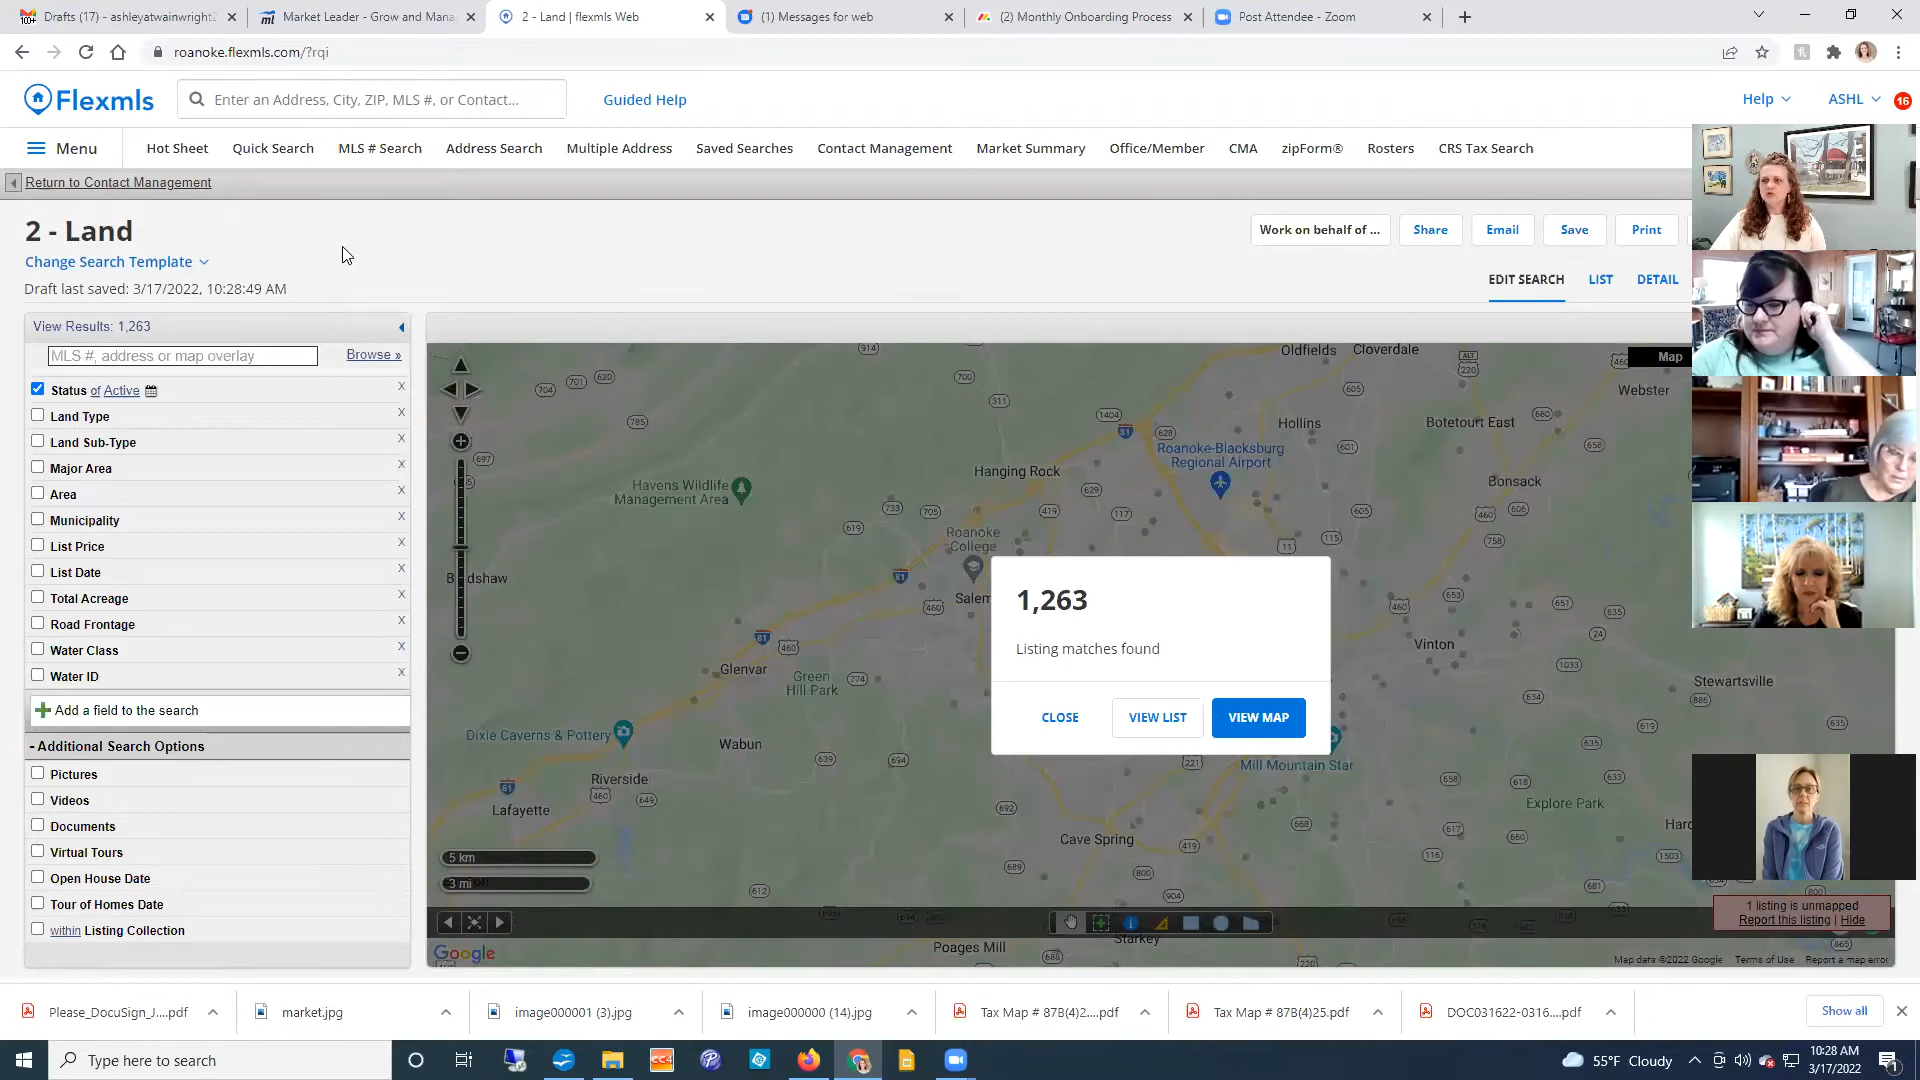 Drafts (17) - ashleyatwainwright
Market Leader - Grow and Mana
2 - Land | flexmls Web
(1) Messages for web
(2) Monthly Onboarding Process
Post Attendee - Zoom
roanoke.flexmls.com/?rqi
Flexmls
Enter an Address, City, ZIP, MLS #, or Contact...
Guided Help
Help
ASHL
16
Menu
Hot Sheet
Quick Search
MLS # Search
Address Search
Multiple Address
Saved Searches
Contact Management
Market Summary
Office/Member
CMA
zipForm®
Rosters
CRS Tax Search
Return to Contact Management
2 - Land
Work on behalf of ...
Share
Email
Save
Print
Change Search Template
Draft last saved: 3/17/2022, 10:28:49 AM
EDIT SEARCH
LIST
DETAIL
View Results: 1,263
MLS #, address or map overlay
Browse »
Status of Active
X
Land Type
X
Land Sub-Type
X
Major Area
X
Area
X
Municipality
X
List Price
X
List Date
X
Total Acreage
X
Road Frontage
X
Water Class
X
Water ID
X
Add a field to the search
- Additional Search Options
Pictures
Videos
Documents
Virtual Tours
Open House Date
Tour of Homes Date
within Listing Collection
Map
Oldfields
Cloverdale
Webster
Hollins
Botetourt East
Roanoke-Blacksburg
Regional Airport
Hanging Rock
Havens Wildlife
Management Area
Bonsack
Roanoke
College
Salem
Vinton
Glenvar
Green
Hill Park
Stewartsville
Dixie Caverns & Pottery
Wabun
Riverside
Lafayette
Mill Mountain Star
Explore Park
Cave Spring
Poages Mill
Starkey
1,263
Listing matches found
CLOSE
VIEW LIST
VIEW MAP
5 km
3 mi
1 listing is unmapped
Report this listing | Hide
Google
Map data ©2022 Google
Terms of Use
Report a map error
Please_DocuSign_J....pdf
market.jpg
image000001 (3).jpg
image000000 (14).jpg
Tax Map # 87B(4)2....pdf
Tax Map # 87B(4)25.pdf
DOC031622-0316....pdf
Show all
Type here to search
55°F Cloudy
10:28 AM
3/17/2022